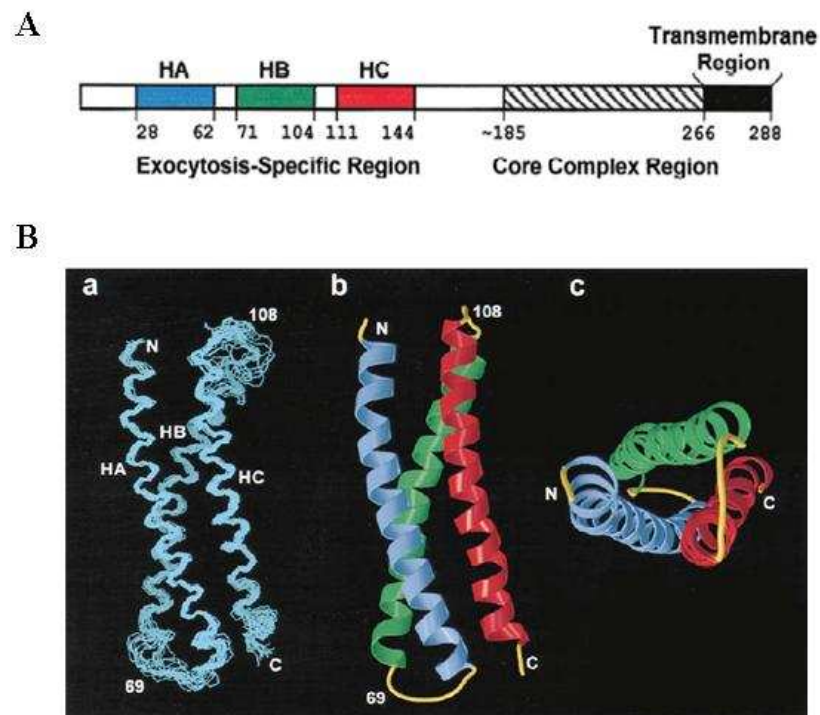 A
Transmembrane
Region
HA HB HC
28 62 71 104 111 144 ~185 266 288
Exocytosis-Specific Region Core Complex Region
B
a b c
108
N
HB
HA
HC
C
69
N
108
C
69
N
C